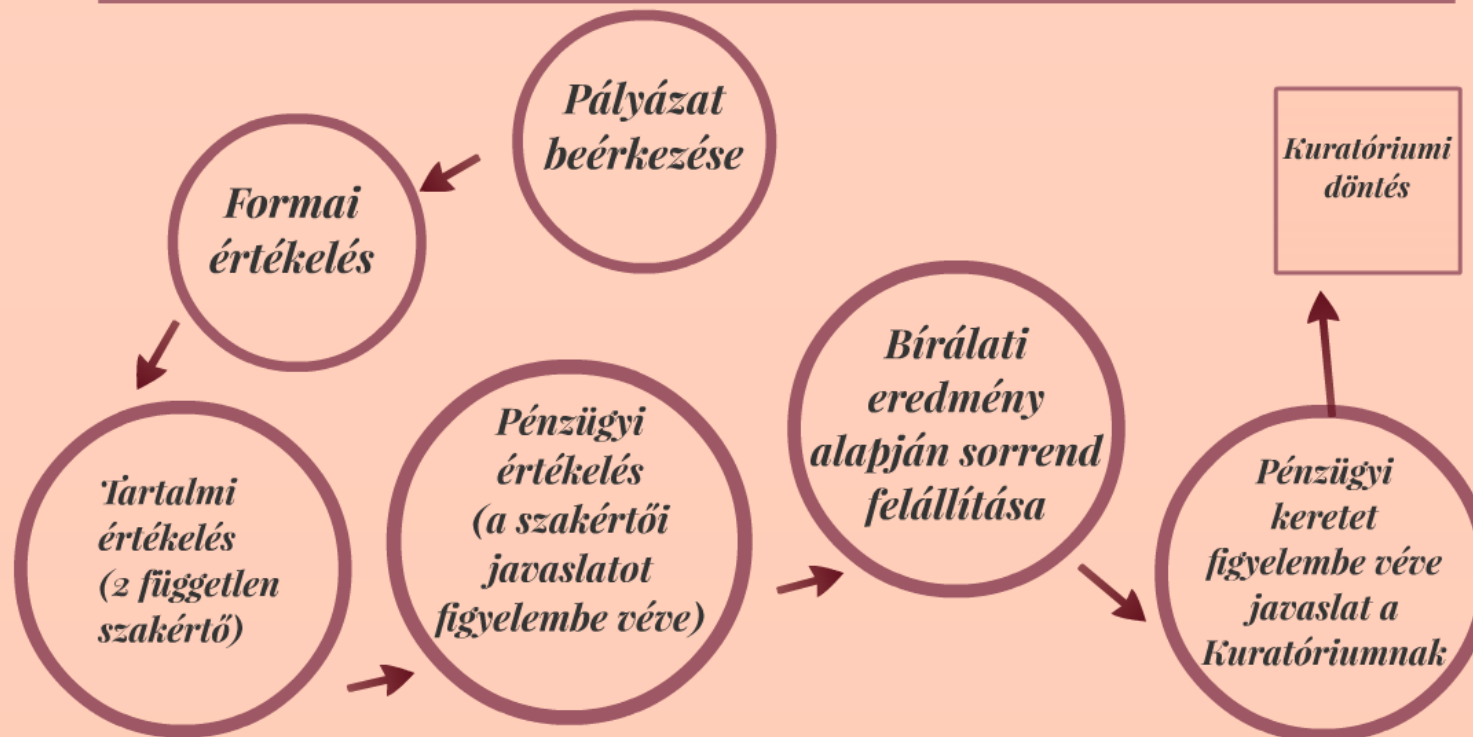 Pályázat
beérkezése
Formai
értékelés
Tartalmi
értékelés
(2 független
szakértő)
Pénzügyi
értékelés
(a szakértői
javaslatot
figyelembe véve)
Bírálati
eredmény
alapján sorrend
felállítása
Pénzügyi
keretet
figyelembe véve
javaslat a
Kuratóriumnak
Kuratóriumi
döntés